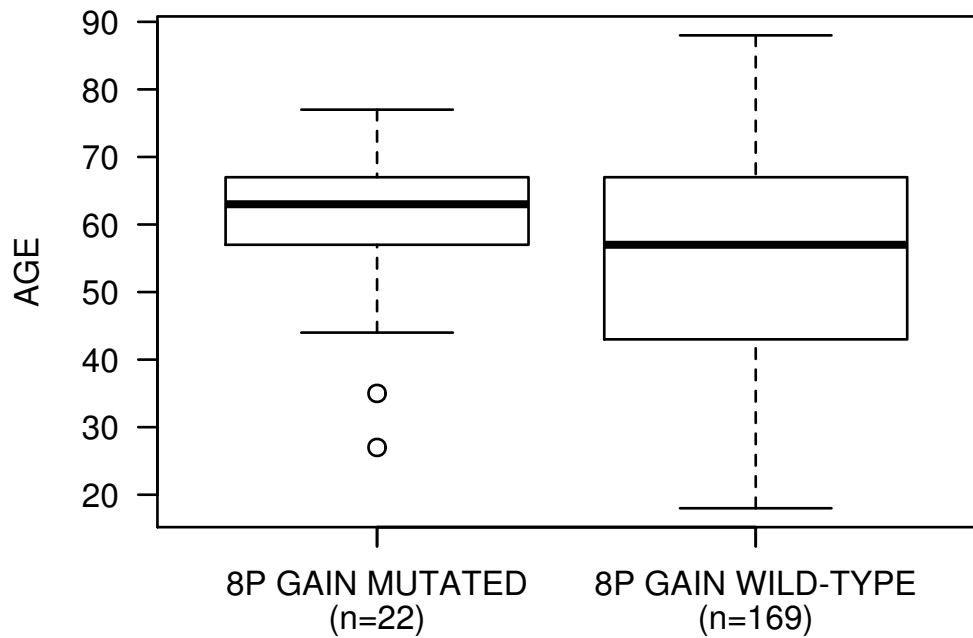 90
80
70
60
50
40
30
20
AGE
8P GAIN MUTATED
(n=22)
8P GAIN WILD-TYPE
(n=169)